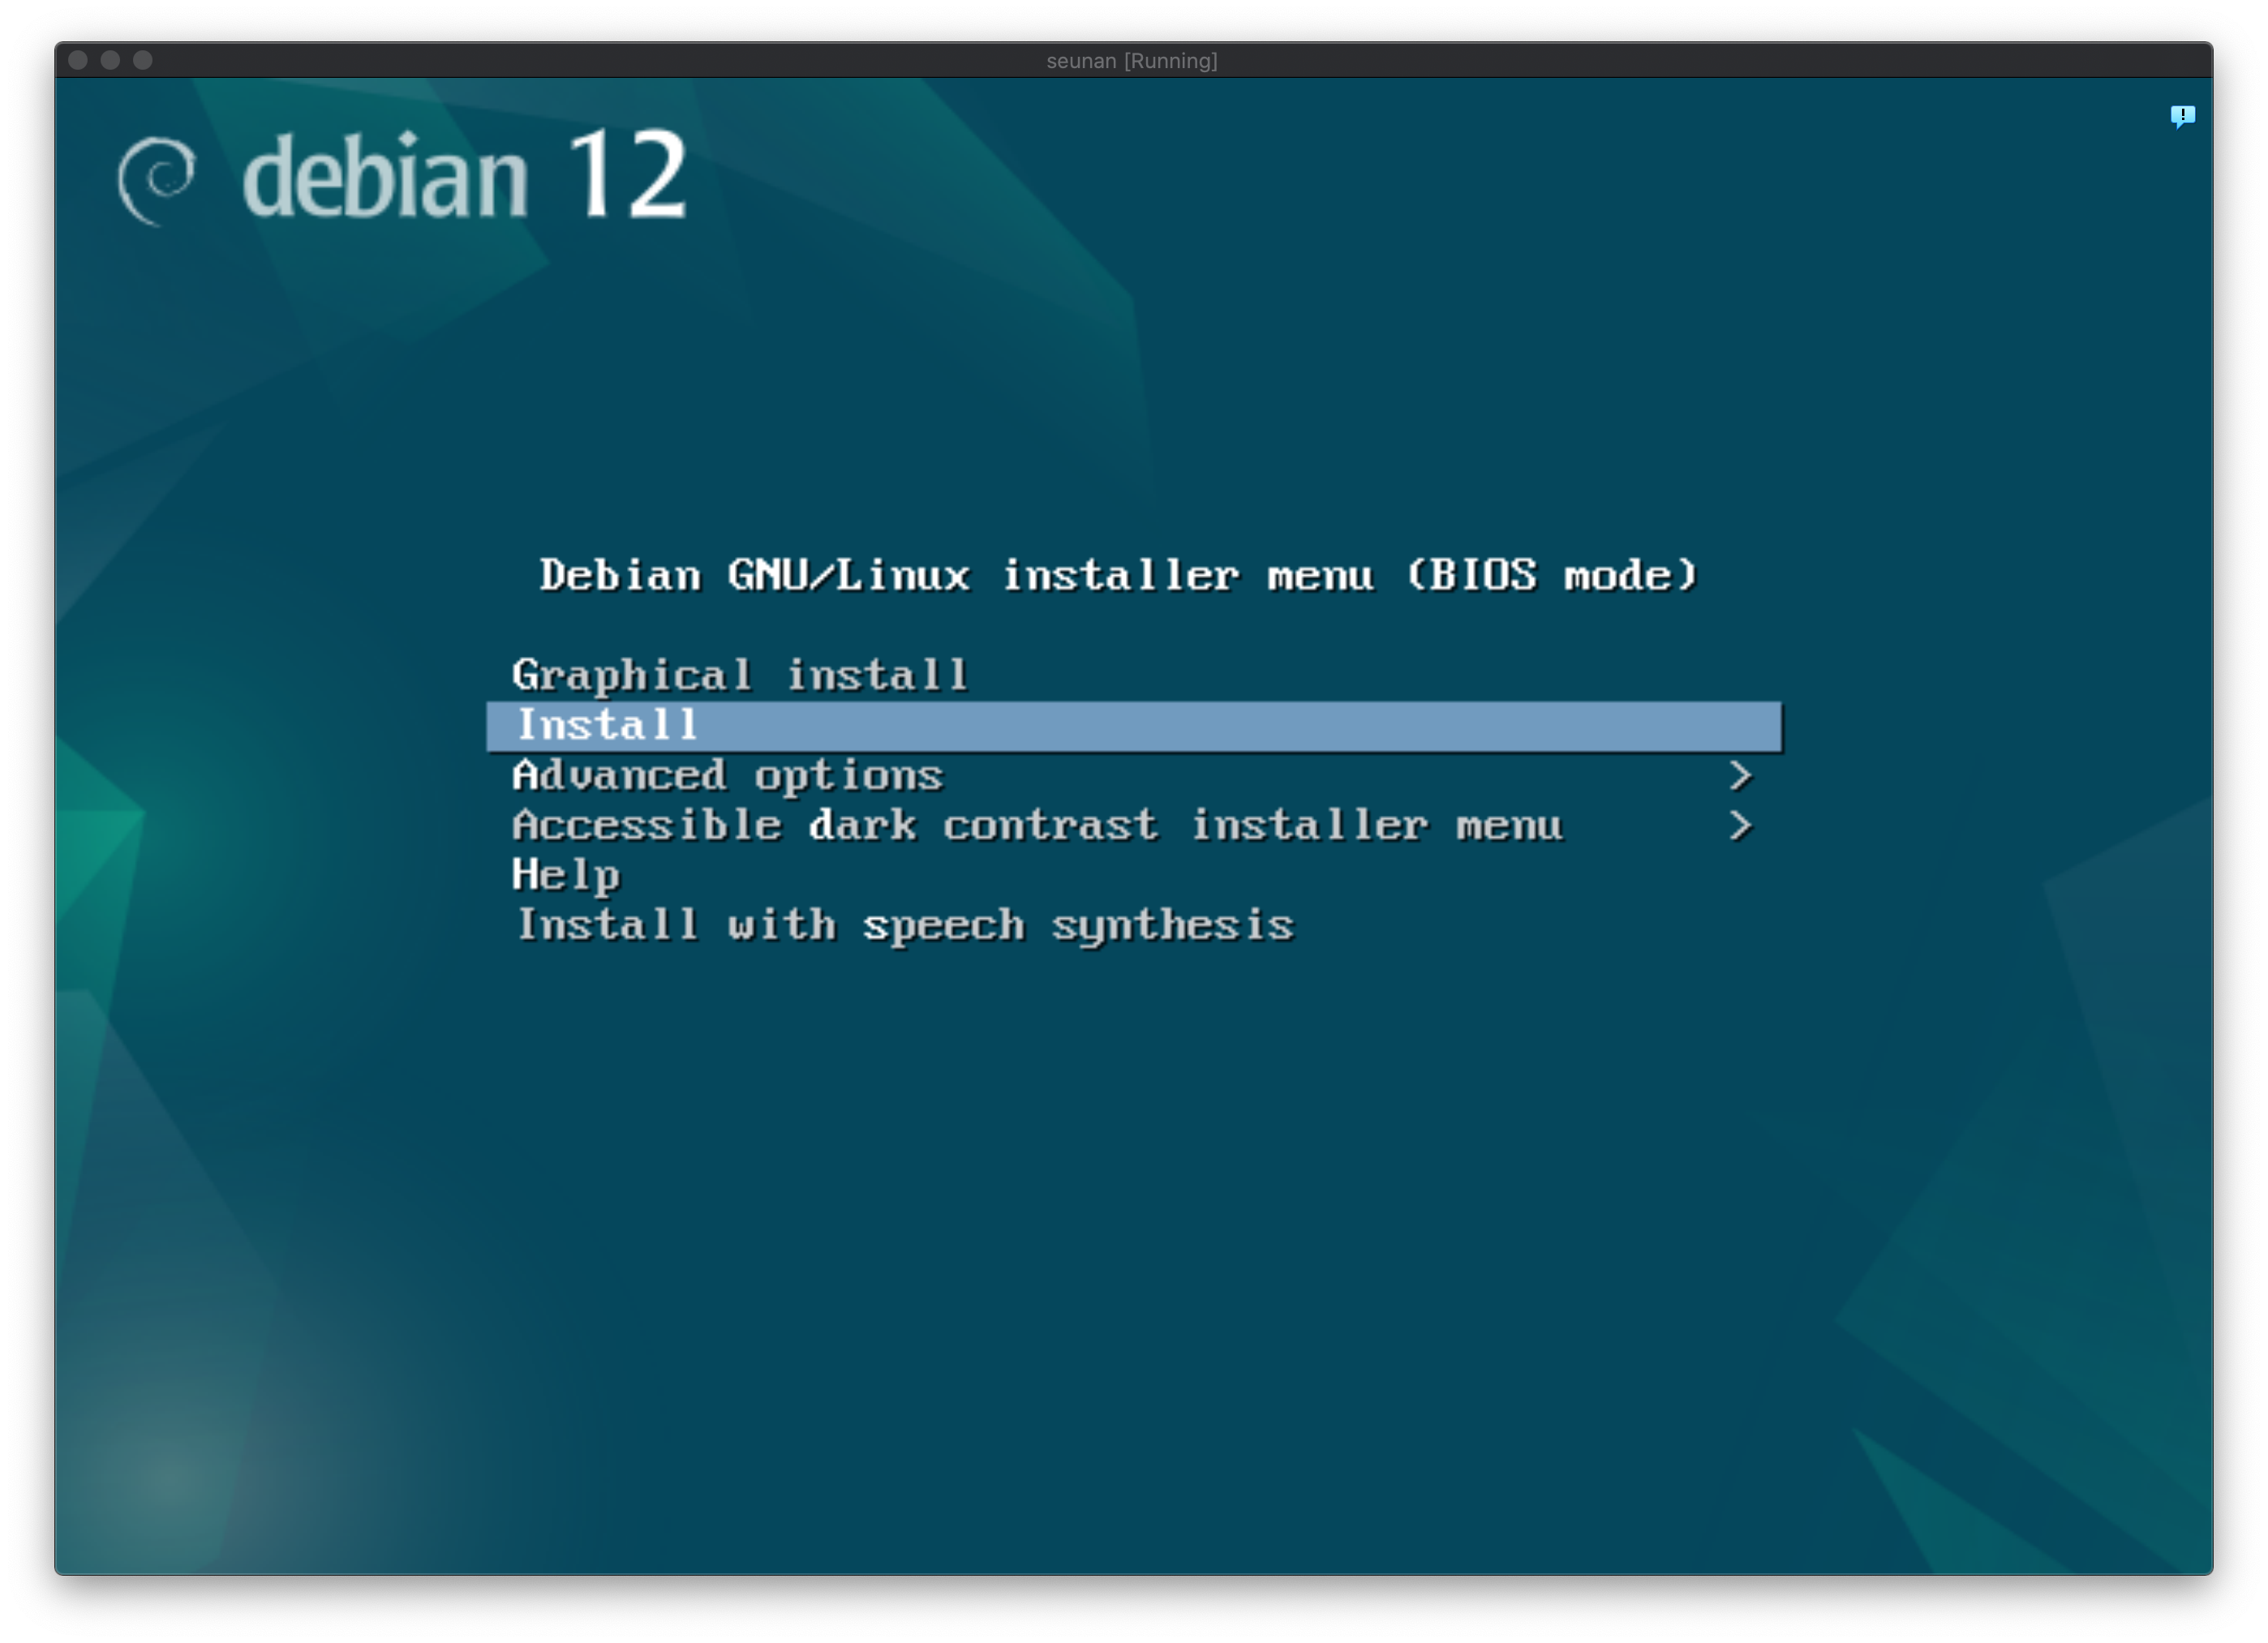 seunan [Running]
debian 12
Debian GNU/Linux installer menu (BIOS mode)
Graphical install
Install
Advanced options >
Accessible dark contrast installer menu >
Help
Install with speech synthesis